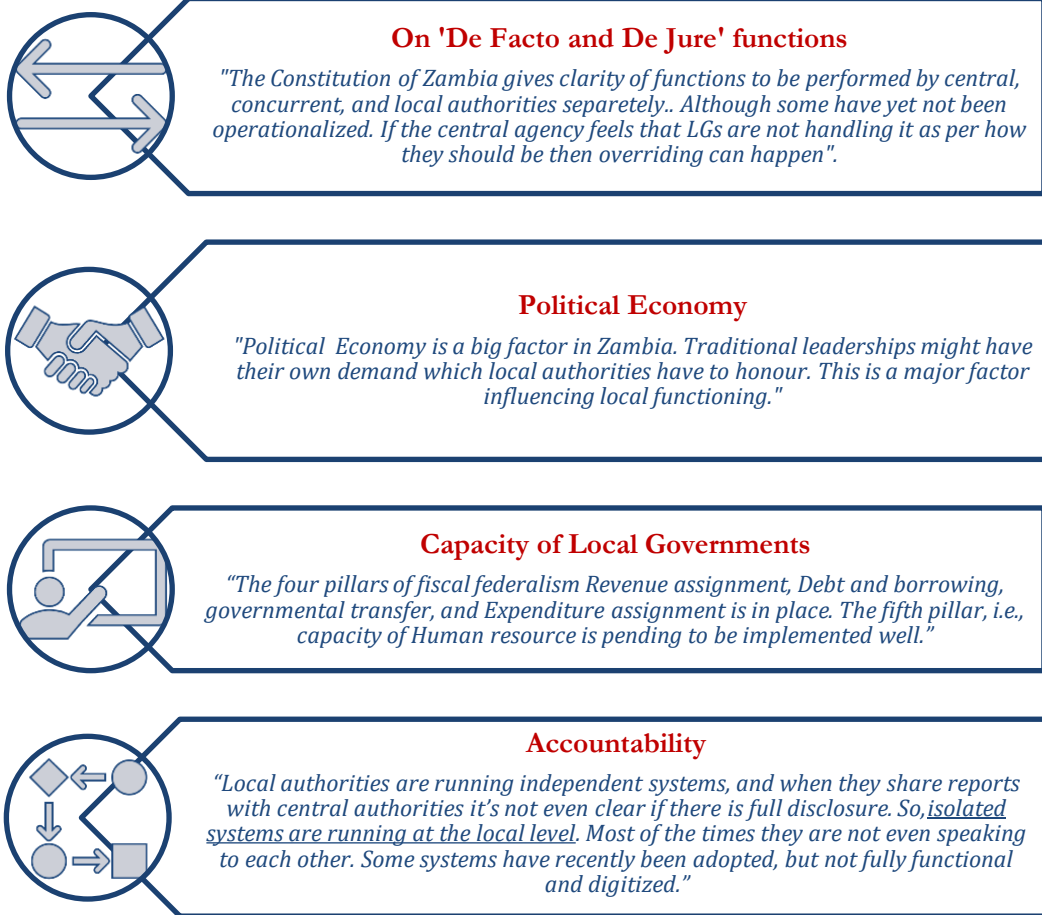 On 'De Facto and De Jure' functions
"The Constitution of Zambia gives clarity of functions to be performed by central,
concurrent, and local authorities separetely.. Although some have yet not been
operationalized. If the central agency feels that LGs are not handling it as per how
they should be then overriding can happen".
Political Economy
"Political  Economy is a big factor in Zambia. Traditional leaderships might have
their own demand which local authorities have to honour. This is a major factor
influencing local functioning."
Capacity of Local Governments
“The four pillars of fiscal federalism Revenue assignment, Debt and borrowing,
governmental transfer, and Expenditure assignment is in place. The fifth pillar, i.e.,
capacity of Human resource is pending to be implemented well.”
Accountability
“Local authorities are running independent systems, and when they share reports
with central authorities it’s not even clear if there is full disclosure. So,isolated
systems are running at the local level. Most of the times they are not even speaking
to each other. Some systems have recently been adopted, but not fully functional
and digitized.”